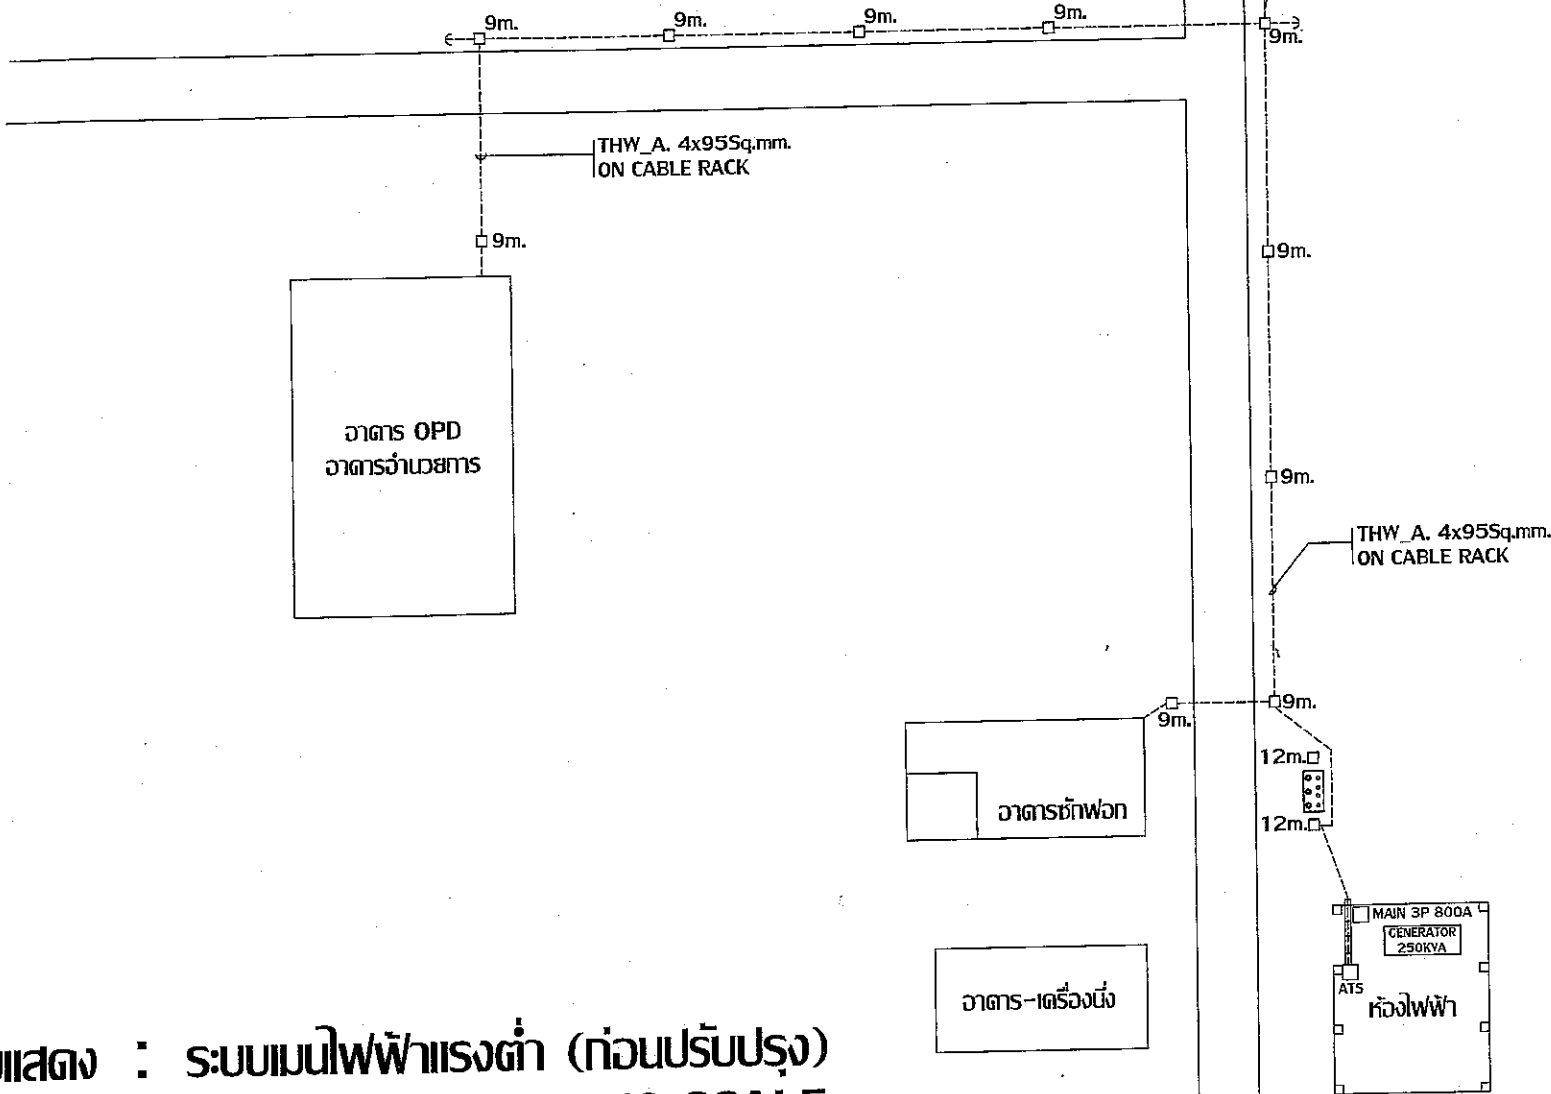 9m.
9m.
9m.
9m.
9m.
THW_A. 4x95Sq.mm.
ON CABLE RACK
9m.
9m.
อาคาร OPD
อาคารอำนวยการ
9m.
THW_A. 4x95Sq.mm.
ON CABLE RACK
9m.
9m.
12m.
อาคารซักฟอก
12m.
MAIN 3P 800A
GENERATOR
250KVA
ATS
ห้องไฟฟ้า
อาคาร-เครื่องนึ่ง
แสดง : ระบบเมนไฟฟ้าแรงต่ำ (ก่อนปรับปรุง)